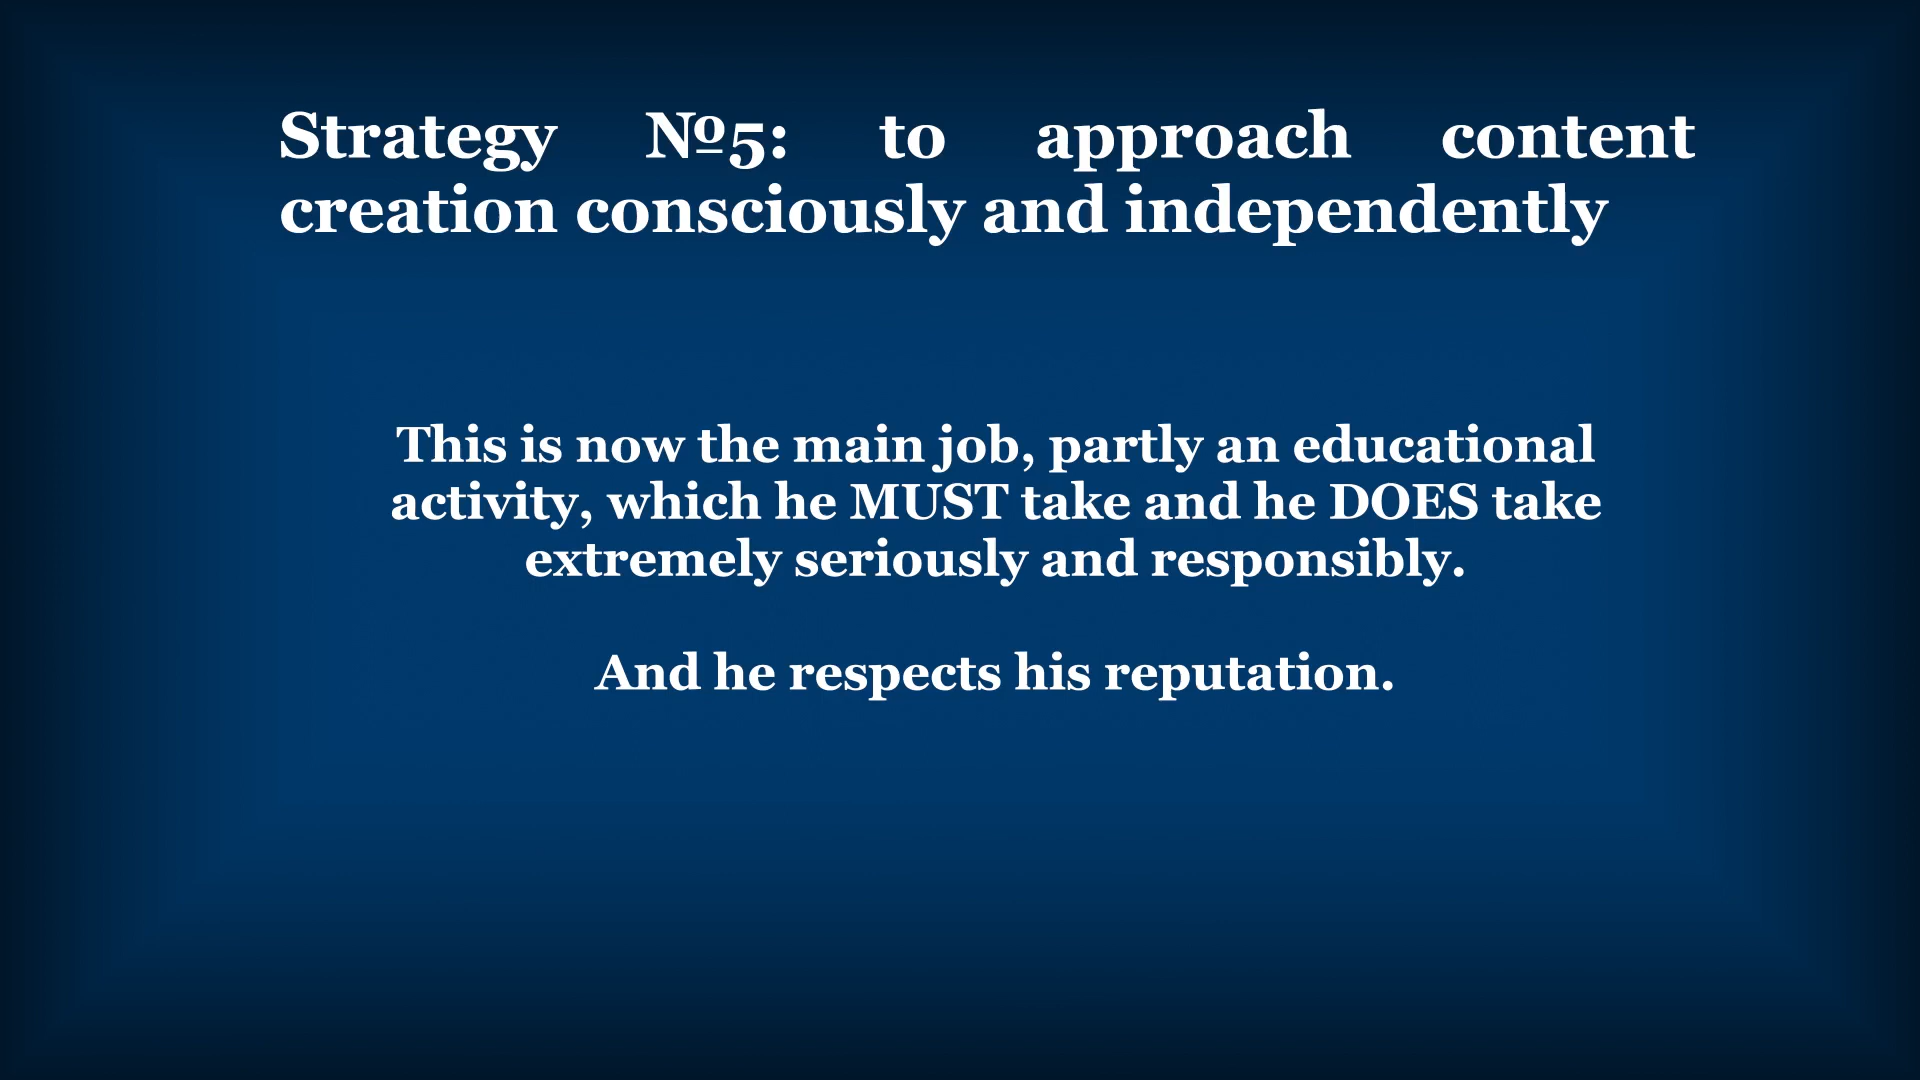 Strategy №5: to approach content
creation consciously and independently
This is now the main job, partly an educational
activity, which he MUST take and he DOES take
extremely seriously and responsibly.
And he respects his reputation.